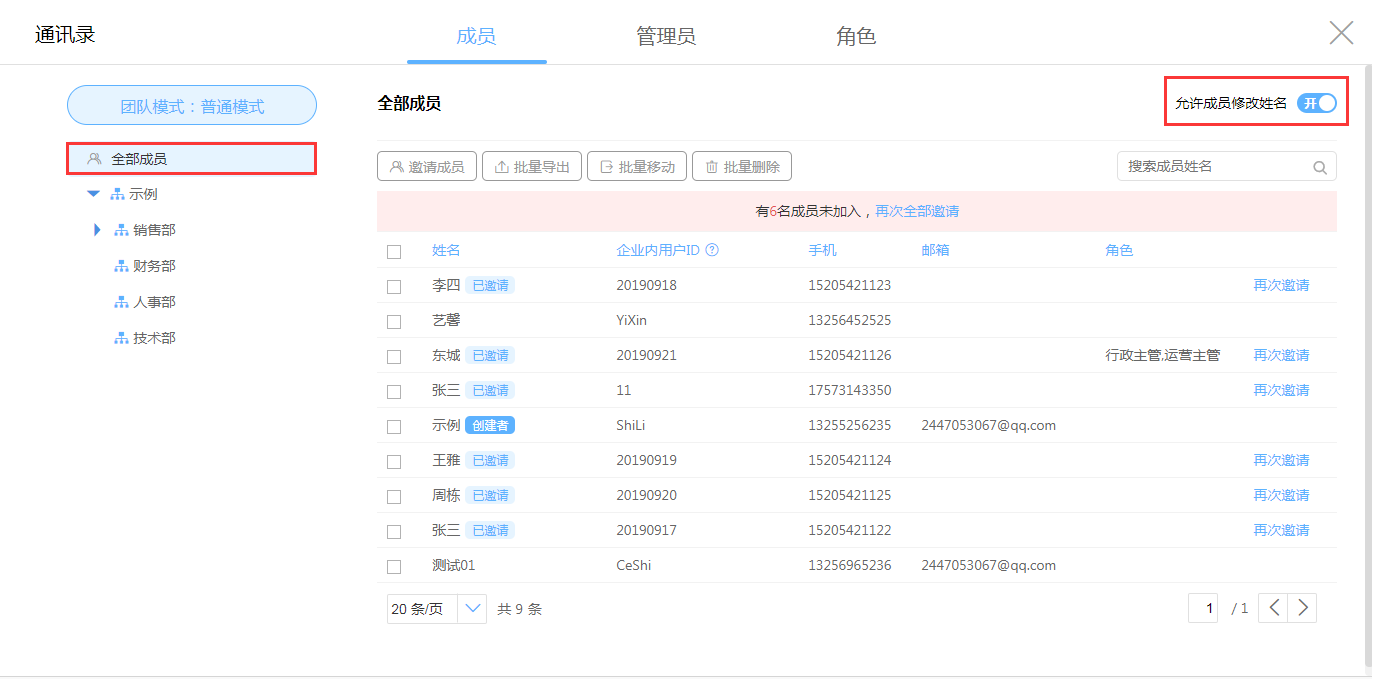 通讯录 成员 管理员 角色
团队模式：普通模式
全部成员
示例
销售部
财务部
人事部
技术部
全部成员 允许成员修改姓名 开
邀请成员 批量导出 批量移动 批量删除 搜索成员姓名
有6名成员未加入，再次全部邀请
姓名 企业内用户ID ? 手机 邮箱 角色
李四 已邀请 20190918 15205421123 再次邀请
艺馨 YiXin 13256452525
东城 已邀请 20190921 15205421126 行政主管,运营主管 再次邀请
张三 已邀请 11 17573143350 再次邀请
示例 创建者 ShiLi 13255256235 2447053067@qq.com
王雅 已邀请 20190919 15205421124 再次邀请
周栋 已邀请 20190920 15205421125 再次邀请
张三 已邀请 20190917 15205421122 再次邀请
测试01 CeShi 13256965236 2447053067@qq.com
20 条/页 共 9 条 1 / 1